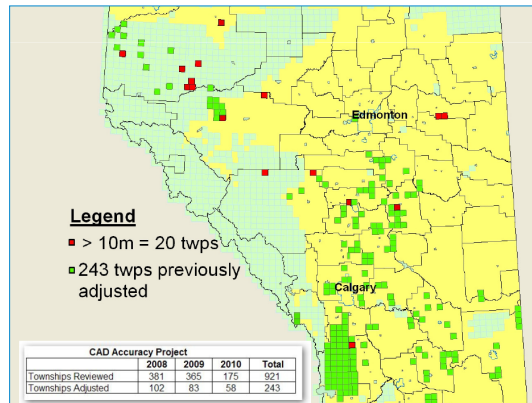 Edmonton
Legend
> 10m = 20 twps
243 twps previously
adjusted
Calgary
CAD Accuracy Project
2008 2009 2010 Total
Townships Reviewed 381 365 175 921
Townships Adjusted 102 83 58 243